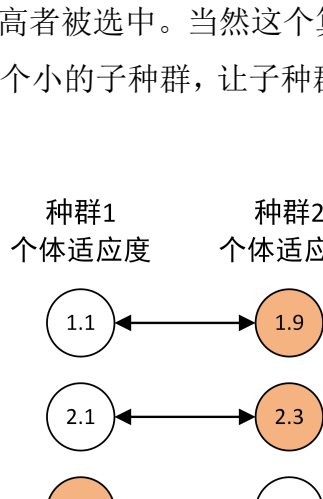 高者被选中。当然这个
个小的子种群，让子种群
种群1 种群2
个体适应度 个体适应
1.1 1.9
2.1 2.3